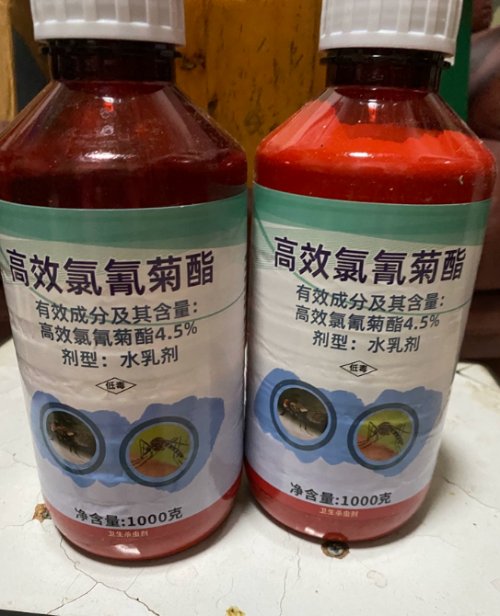 高效氯氰菊酯
有效成分及其含量：
高效氯氰菊酯4.5%
剂型：水乳剂
低毒
净含量:1000克
卫生杀虫剂
高效氯氰菊酯
有效成分及其含量：
高效氯氰菊酯4.5%
剂型：水乳剂
低毒
净含量:1000克
卫生杀虫剂